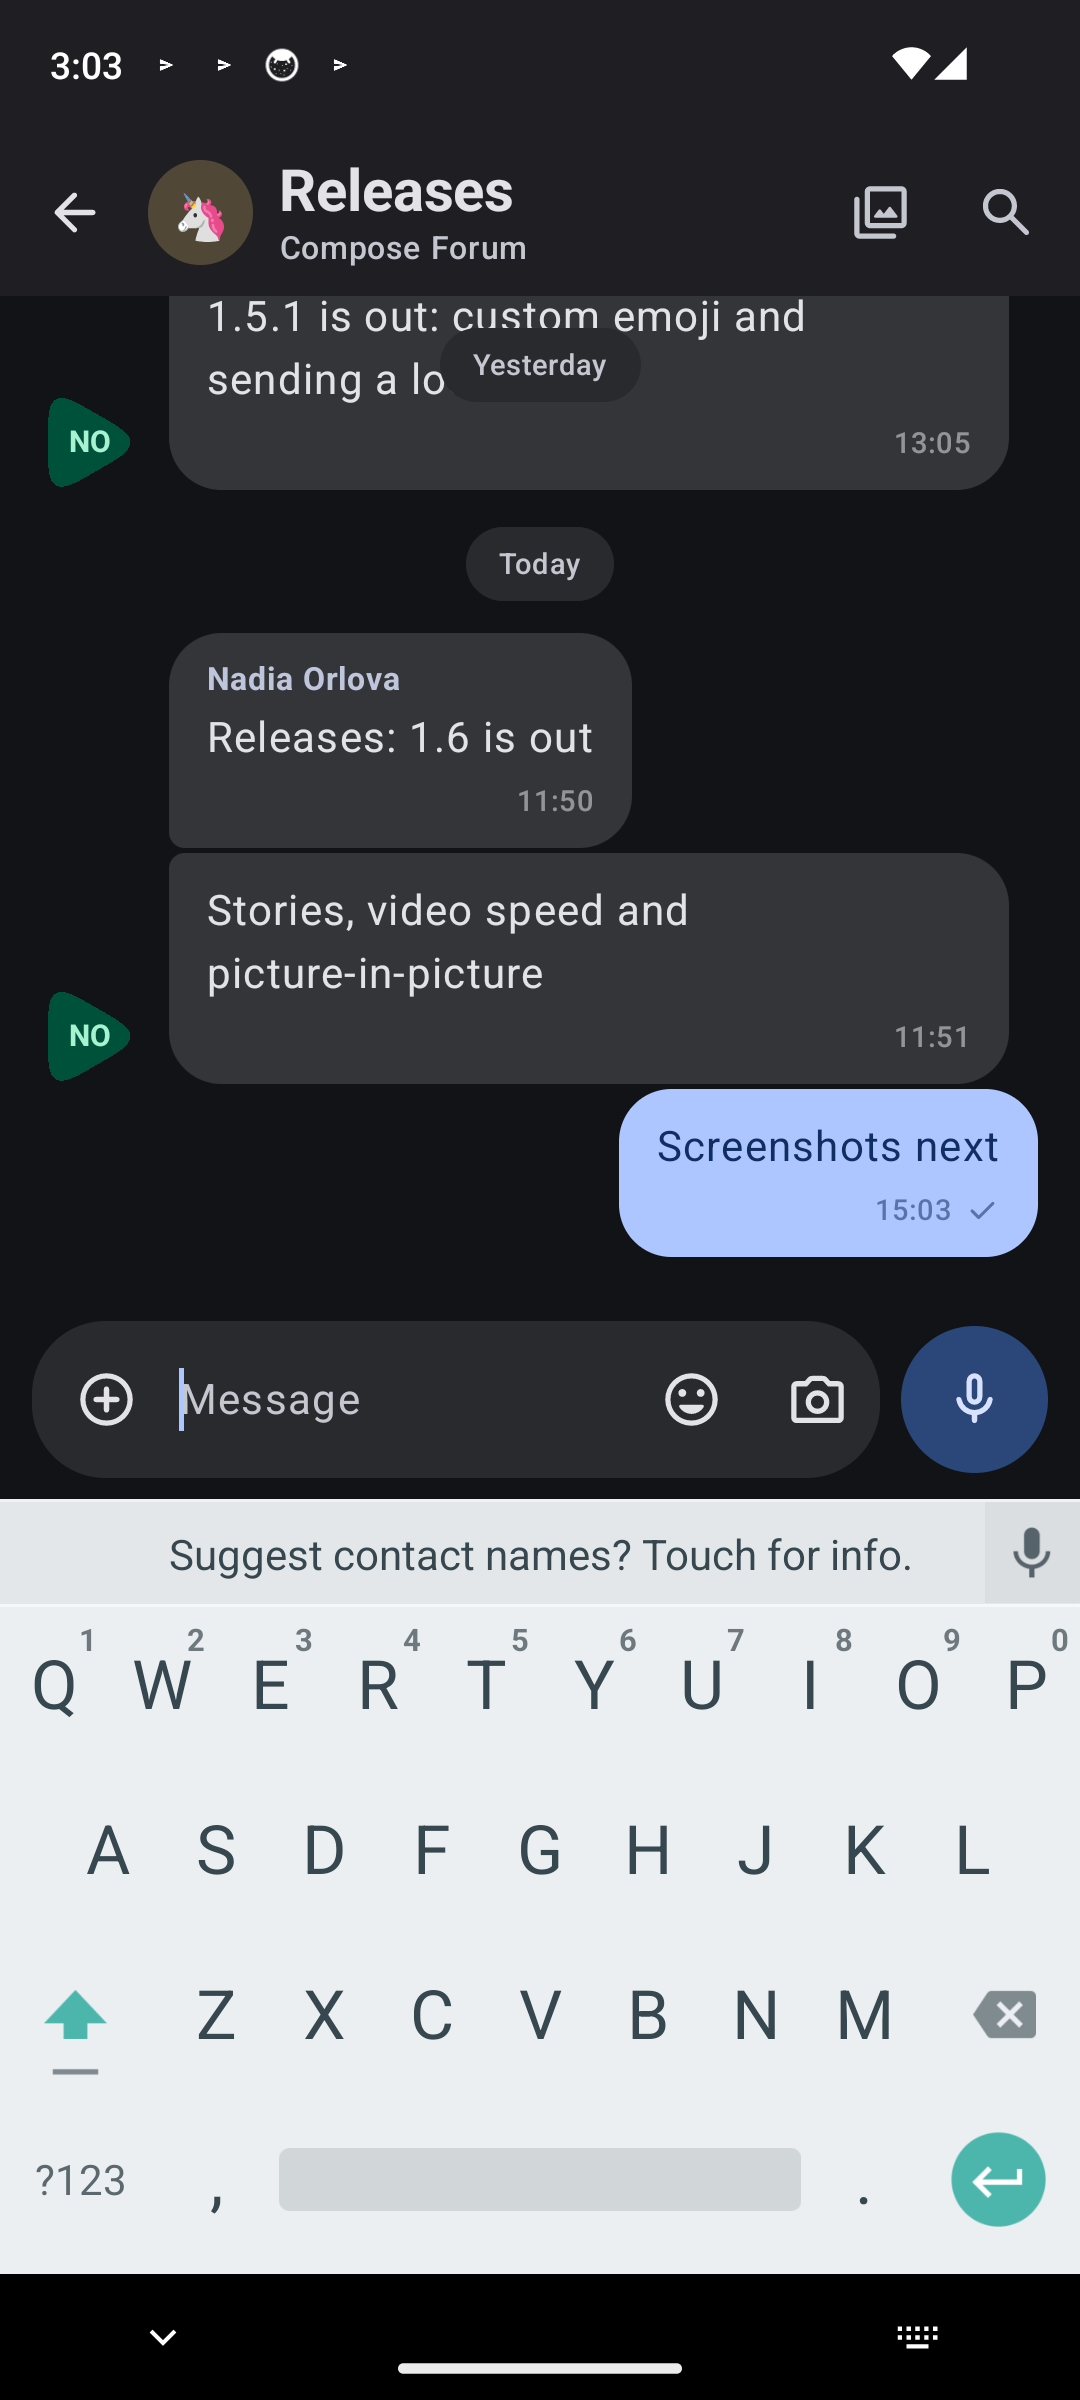 3:03
Releases
Compose Forum
1.5.1 is out: custom emoji and
sending a lo
Yesterday
NO
13:05
Today
Nadia Orlova
Releases: 1.6 is out
11:50
Stories, video speed and
picture-in-picture
NO
11:51
Screenshots next
15:03
Message
Suggest contact names? Touch for info.
1 2 3 4 5 6 7 8 9 0
Q W E R T Y U I O P
A S D F G H J K L
Z X C V B N M
?123 , .